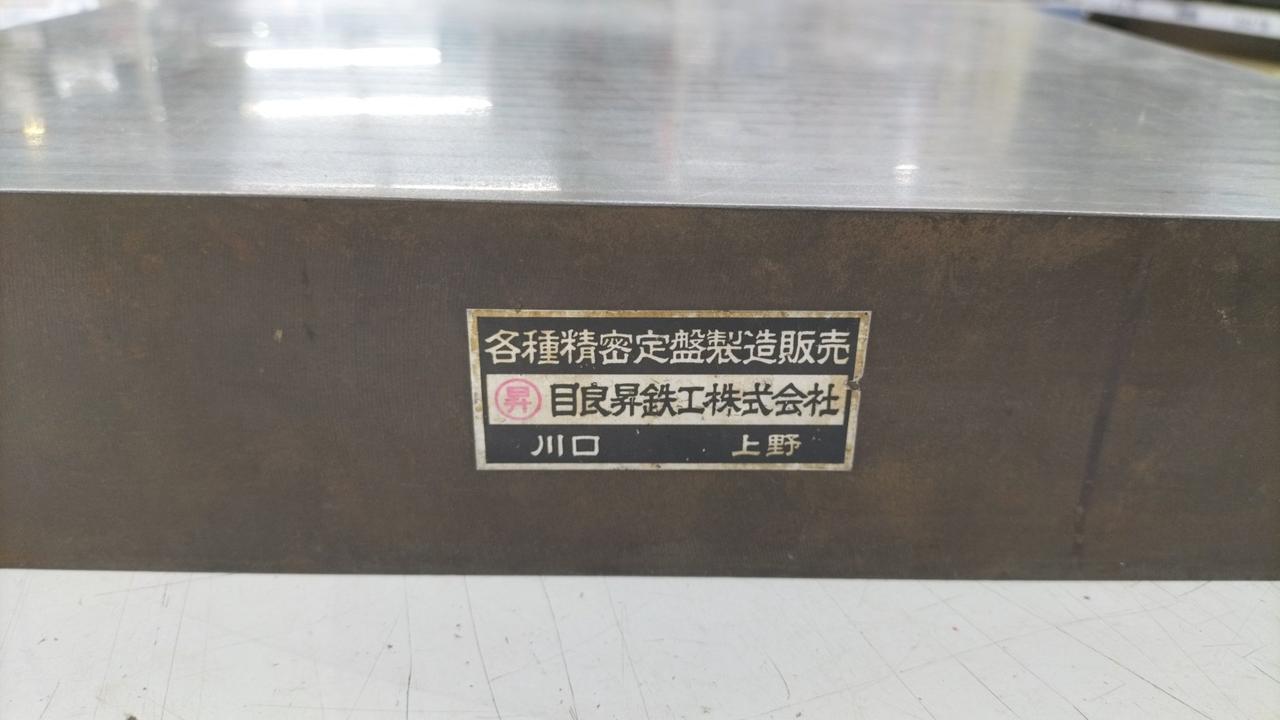 各種精密定盤製造販売
昇 目良昇鉄工株式会社
川口 上野